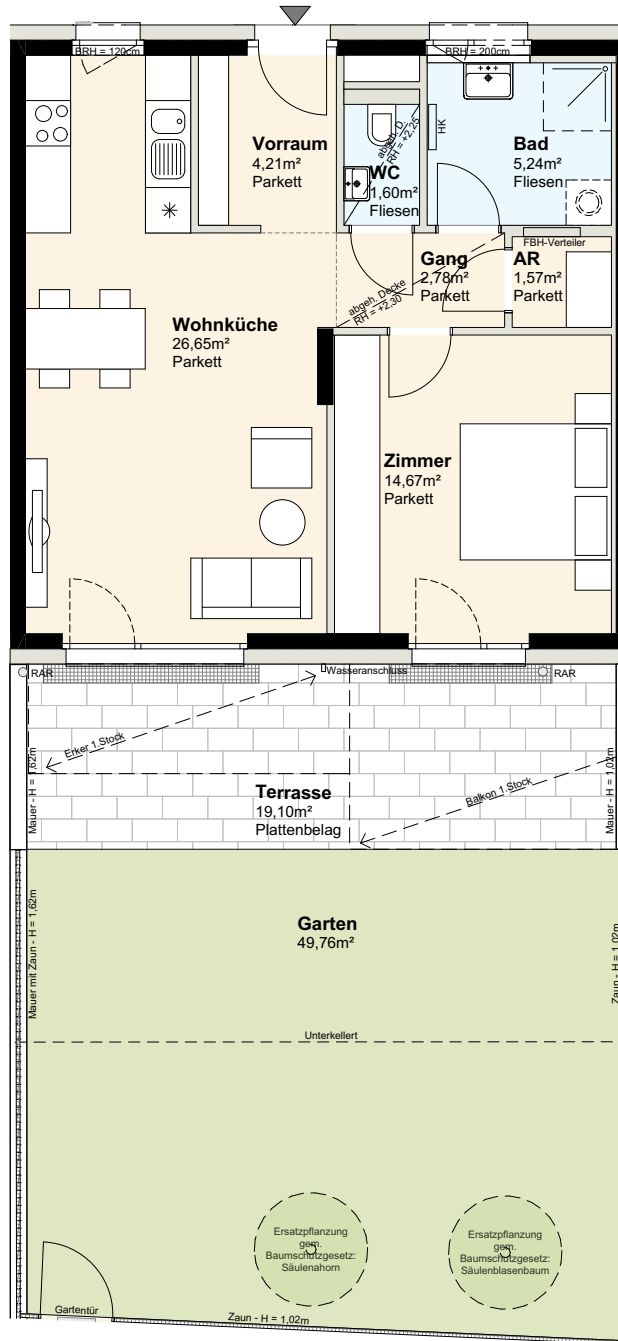 BRH = 120cm
BRH = 200cm
Vorraum
4,21m²
Parkett
abgeh. D.
RH = +2,25
WC
1,60m²
Fliesen
HK
Bad
5,24m²
Fliesen
FBH-Verteiler
Gang
2,78m²
Parkett
AR
1,57m²
Parkett
abgeh. Decke
RH = +2,30
Wohnküche
26,65m²
Parkett
Zimmer
14,67m²
Parkett
RAR
Wasseranschluss
RAR
Erker 1.Stock
Mauer - H = 1,62m
Terrasse
19,10m²
Plattenbelag
Balkon 1.Stock
Mauer - H = 1,02m
Mauer mit Zaun - H = 1,62m
Garten
49,76m²
Zaun - H = 1,02m
Unterkellert
Ersatzpflanzung
gem.
Baumschutzgesetz:
Säulenahorn
Ersatzpflanzung
gem.
Baumschutzgesetz:
Säulenblasenbaum
Gartentür
Zaun - H = 1,02m